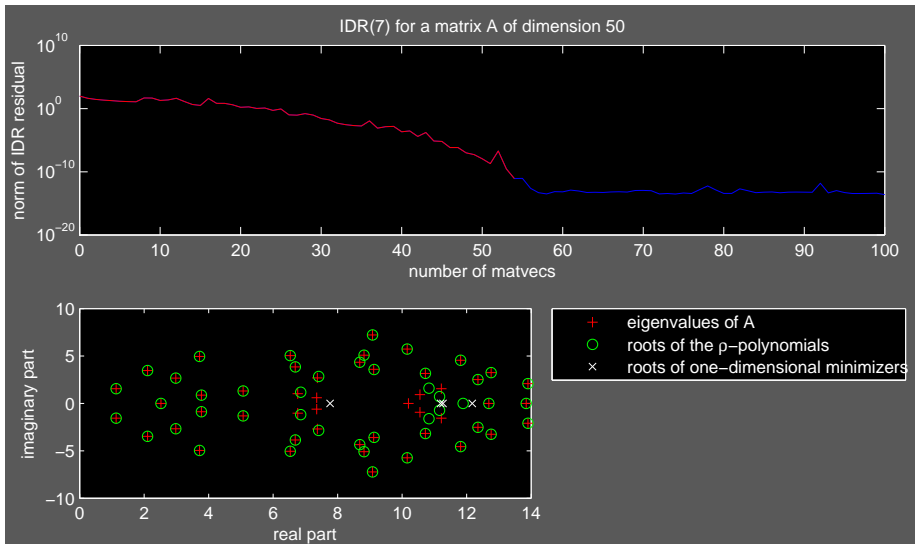 IDR(7) for a matrix A of dimension 50
norm of IDR residual
10^10
10^0
10^−10
10^−20
0 10 20 30 40 50 60 70 80 90 100
number of matvecs
imaginary part
10
5
0
−5
−10
0 2 4 6 8 10 12 14
real part
eigenvalues of A
roots of the ρ−polynomials
roots of one−dimensional minimizers